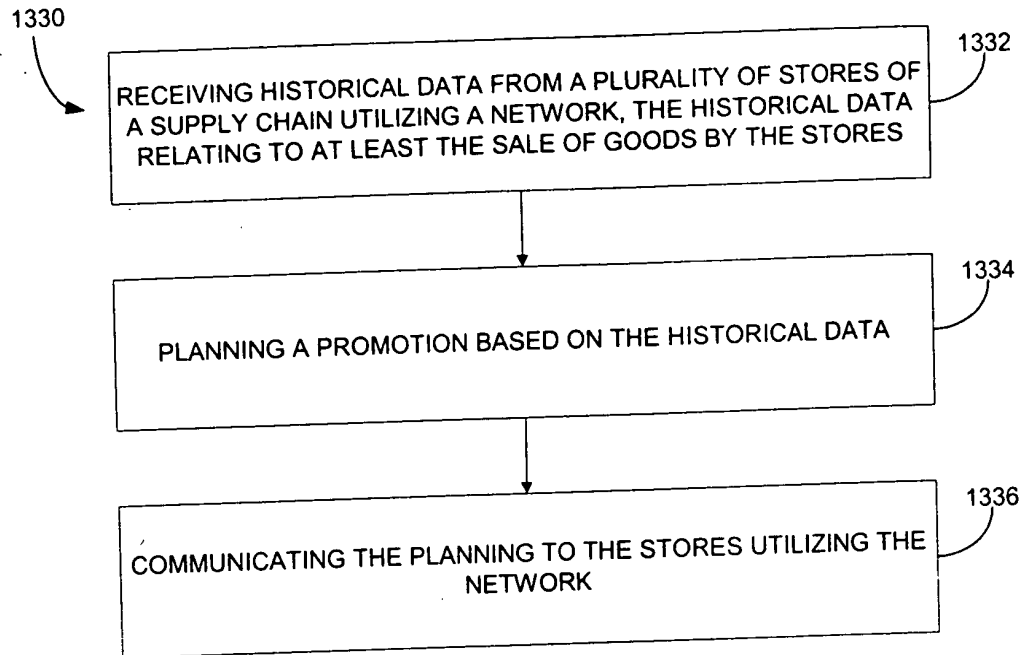 1330
1332
RECEIVING HISTORICAL DATA FROM A PLURALITY OF STORES OF
A SUPPLY CHAIN UTILIZING A NETWORK, THE HISTORICAL DATA
RELATING TO AT LEAST THE SALE OF GOODS BY THE STORES
1334
PLANNING A PROMOTION BASED ON THE HISTORICAL DATA
1336
COMMUNICATING THE PLANNING TO THE STORES UTILIZING THE
NETWORK